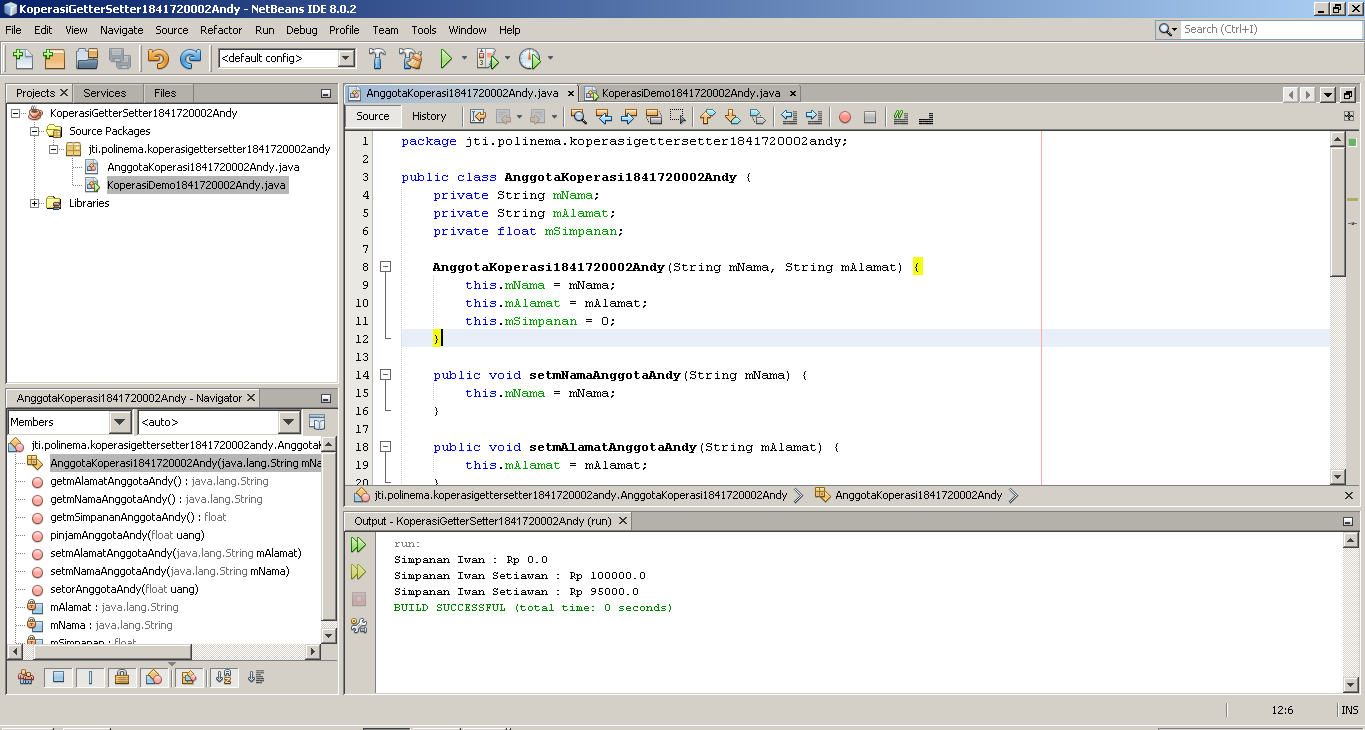 KoperasiGetterSetter1841720002Andy - NetBeans IDE 8.0.2
File Edit View Navigate Source Refactor Run Debug Profile Team Tools Window Help
Search (Ctrl+I)
<default config>
Projects Services Files
KoperasiGetterSetter1841720002Andy
Source Packages
jti.polinema.koperasigettersetter1841720002andy
AnggotaKoperasi1841720002Andy.java
KoperasiDemo1841720002Andy.java
Libraries
AnggotaKoperasi1841720002Andy - Navigator
Members <auto>
jti.polinema.koperasigettersetter1841720002andy.Anggotak
AnggotaKoperasi1841720002Andy(java.lang.String mNa
getmAlamatAnggotaAndy() : java.lang.String
getmNamaAnggotaAndy() : java.lang.String
getmSimpananAnggotaAndy() : float
pinjamAnggotaAndy(float uang)
setmAlamatAnggotaAndy(java.lang.String mAlamat)
setmNamaAnggotaAndy(java.lang.String mNama)
setorAnggotaAndy(float uang)
mAlamat : java.lang.String
mNama : java.lang.String
mSimpanan : float
AnggotaKoperasi1841720002Andy.java KoperasiDemo1841720002Andy.java
Source History
1 package jti.polinema.koperasigettersetter1841720002andy;
2
3 public class AnggotaKoperasi1841720002Andy {
4 private String mNama;
5 private String mAlamat;
6 private float mSimpanan;
7
8 AnggotaKoperasi1841720002Andy(String mNama, String mAlamat) {
9 this.mNama = mNama;
10 this.mAlamat = mAlamat;
11 this.mSimpanan = 0;
12 }
13
14 public void setmNamaAnggotaAndy(String mNama) {
15 this.mNama = mNama;
16 }
17
18 public void setmAlamatAnggotaAndy(String mAlamat) {
19 this.mAlamat = mAlamat;
20 }
jti.polinema.koperasigettersetter1841720002andy.AnggotaKoperasi1841720002Andy AnggotaKoperasi1841720002Andy
Output - KoperasiGetterSetter1841720002Andy (run)
run:
Simpanan Iwan : Rp 0.0
Simpanan Iwan Setiawan : Rp 100000.0
Simpanan Iwan Setiawan : Rp 95000.0
BUILD SUCCESSFUL (total time: 0 seconds)
12:6 INS